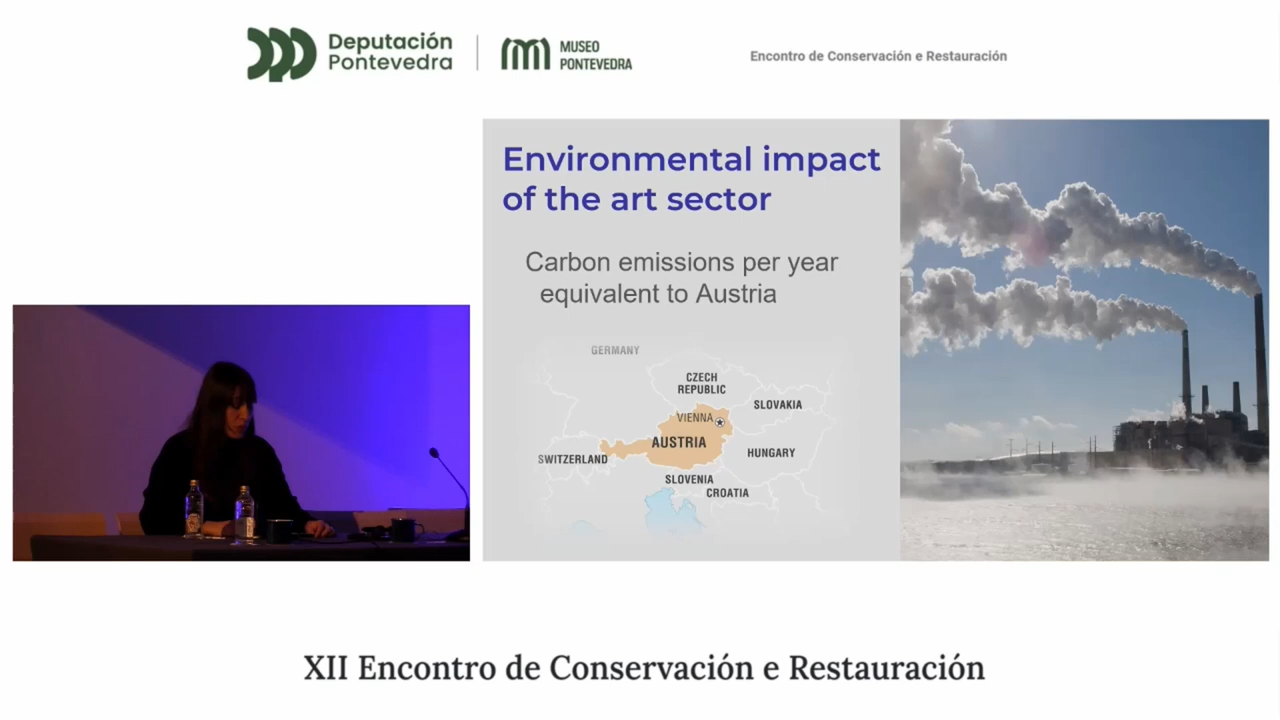 Deputación
Pontevedra
MUSEO
PONTEVEDRA
Encontro de Conservación e Restauración
Environmental impact
of the art sector
Carbon emissions per year
equivalent to Austria
GERMANY
CZECH
REPUBLIC
SLOVAKIA
VIENNA
AUSTRIA
HUNGARY
SWITZERLAND
SLOVENIA
CROATIA
XII Encontro de Conservación e Restauración